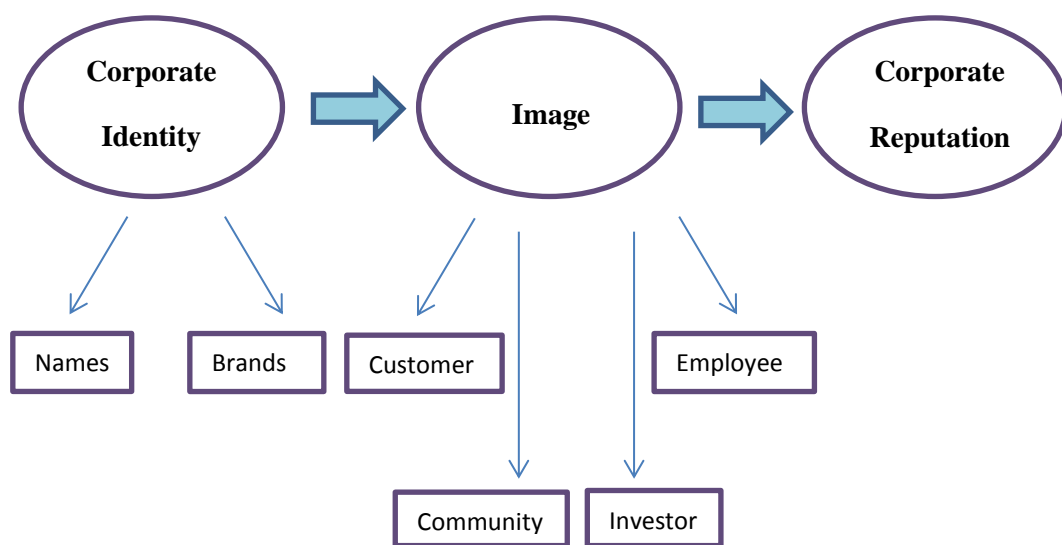 Corporate
Identity
Image
Corporate
Reputation
Names
Brands
Customer
Employee
Community
Investor